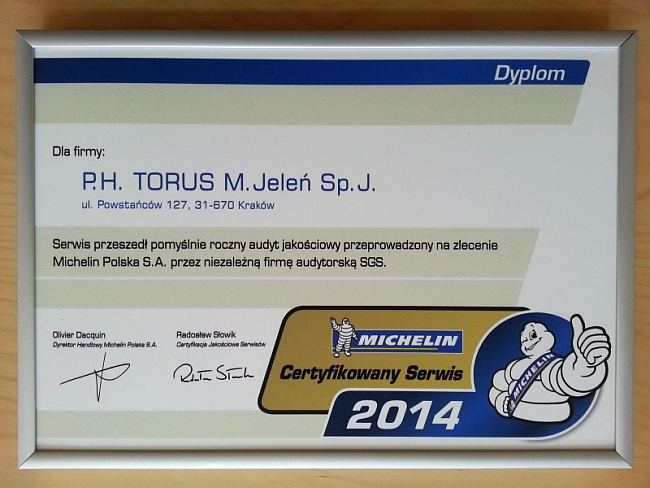 Dyplom
Dla firmy:
P.H. TORUS M.Jeleń Sp.J.
ul. Powstańców 127, 31-670 Kraków
Serwis przeszedł pomyślnie roczny audyt jakościowy przeprowadzony na zlecenie
Michelin Polska S.A. przez niezależną firmę audytorską SGS.
Olivier Dacquin
Dyrektor Handlowy Michelin Polska S.A.
Radosław Słowik
Certyfikacja Jakościowa Serwisów
MICHELIN
Certyfikowany Serwis
2014
MICHELIN